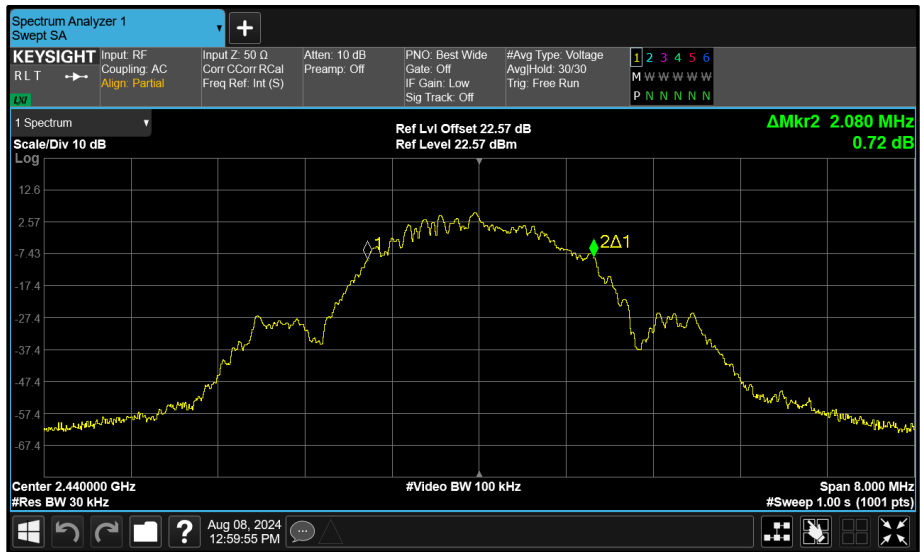 Spectrum Analyzer 1
Swept SA
+
KEYSIGHT
R L T
LXI
Input: RF
Coupling: AC
Align: Partial
Input Z: 50 Ω
Corr CCorr RCal
Freq Ref: Int (S)
Atten: 10 dB
Preamp: Off
PNO: Best Wide
Gate: Off
IF Gain: Low
Sig Track: Off
#Avg Type: Voltage
Avg|Hold: 30/30
Trig: Free Run
1 2 3 4 5 6
M W W W W W
P N N N N N
1 Spectrum
Scale/Div 10 dB
Ref Lvl Offset 22.57 dB
Ref Level 22.57 dBm
ΔMkr2 2.080 MHz
0.72 dB
Log
12.6
2.57
-7.43
-17.4
-27.4
-37.4
-47.4
-57.4
-67.4
1
2Δ1
Center 2.440000 GHz
#Video BW 100 kHz
Span 8.000 MHz
#Res BW 30 kHz
#Sweep 1.00 s (1001 pts)
?
Aug 08, 2024
12:59:55 PM